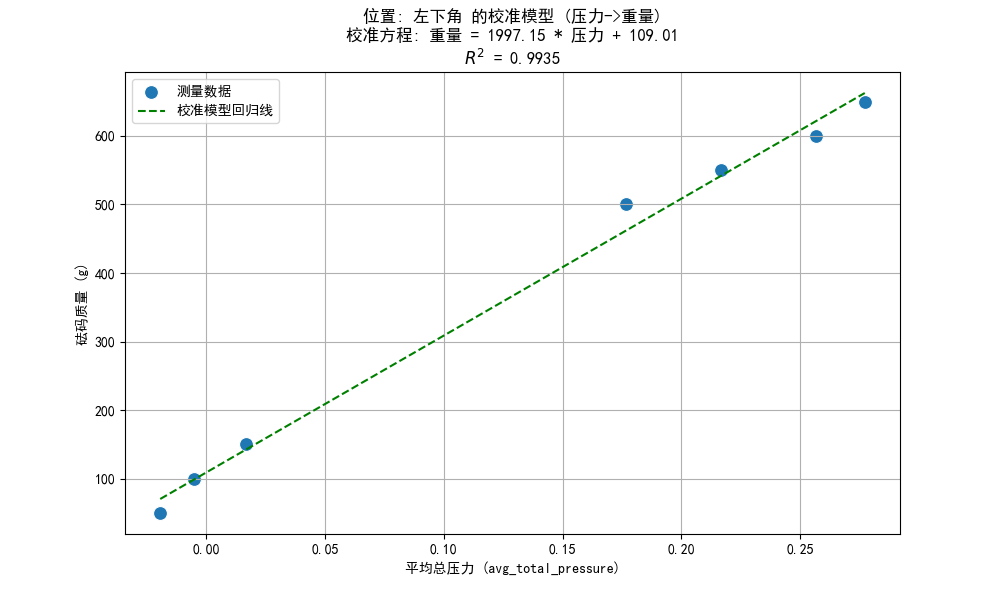 位置: 左下角 的校准模型 (压力->重量)
校准方程: 重量 = 1997.15 * 压力 + 109.01
R² = 0.9935
测量数据
校准模型回归线
600
500
400
300
200
100
砝码质量 (g)
0.00 0.05 0.10 0.15 0.20 0.25
平均总压力 (avg_total_pressure)